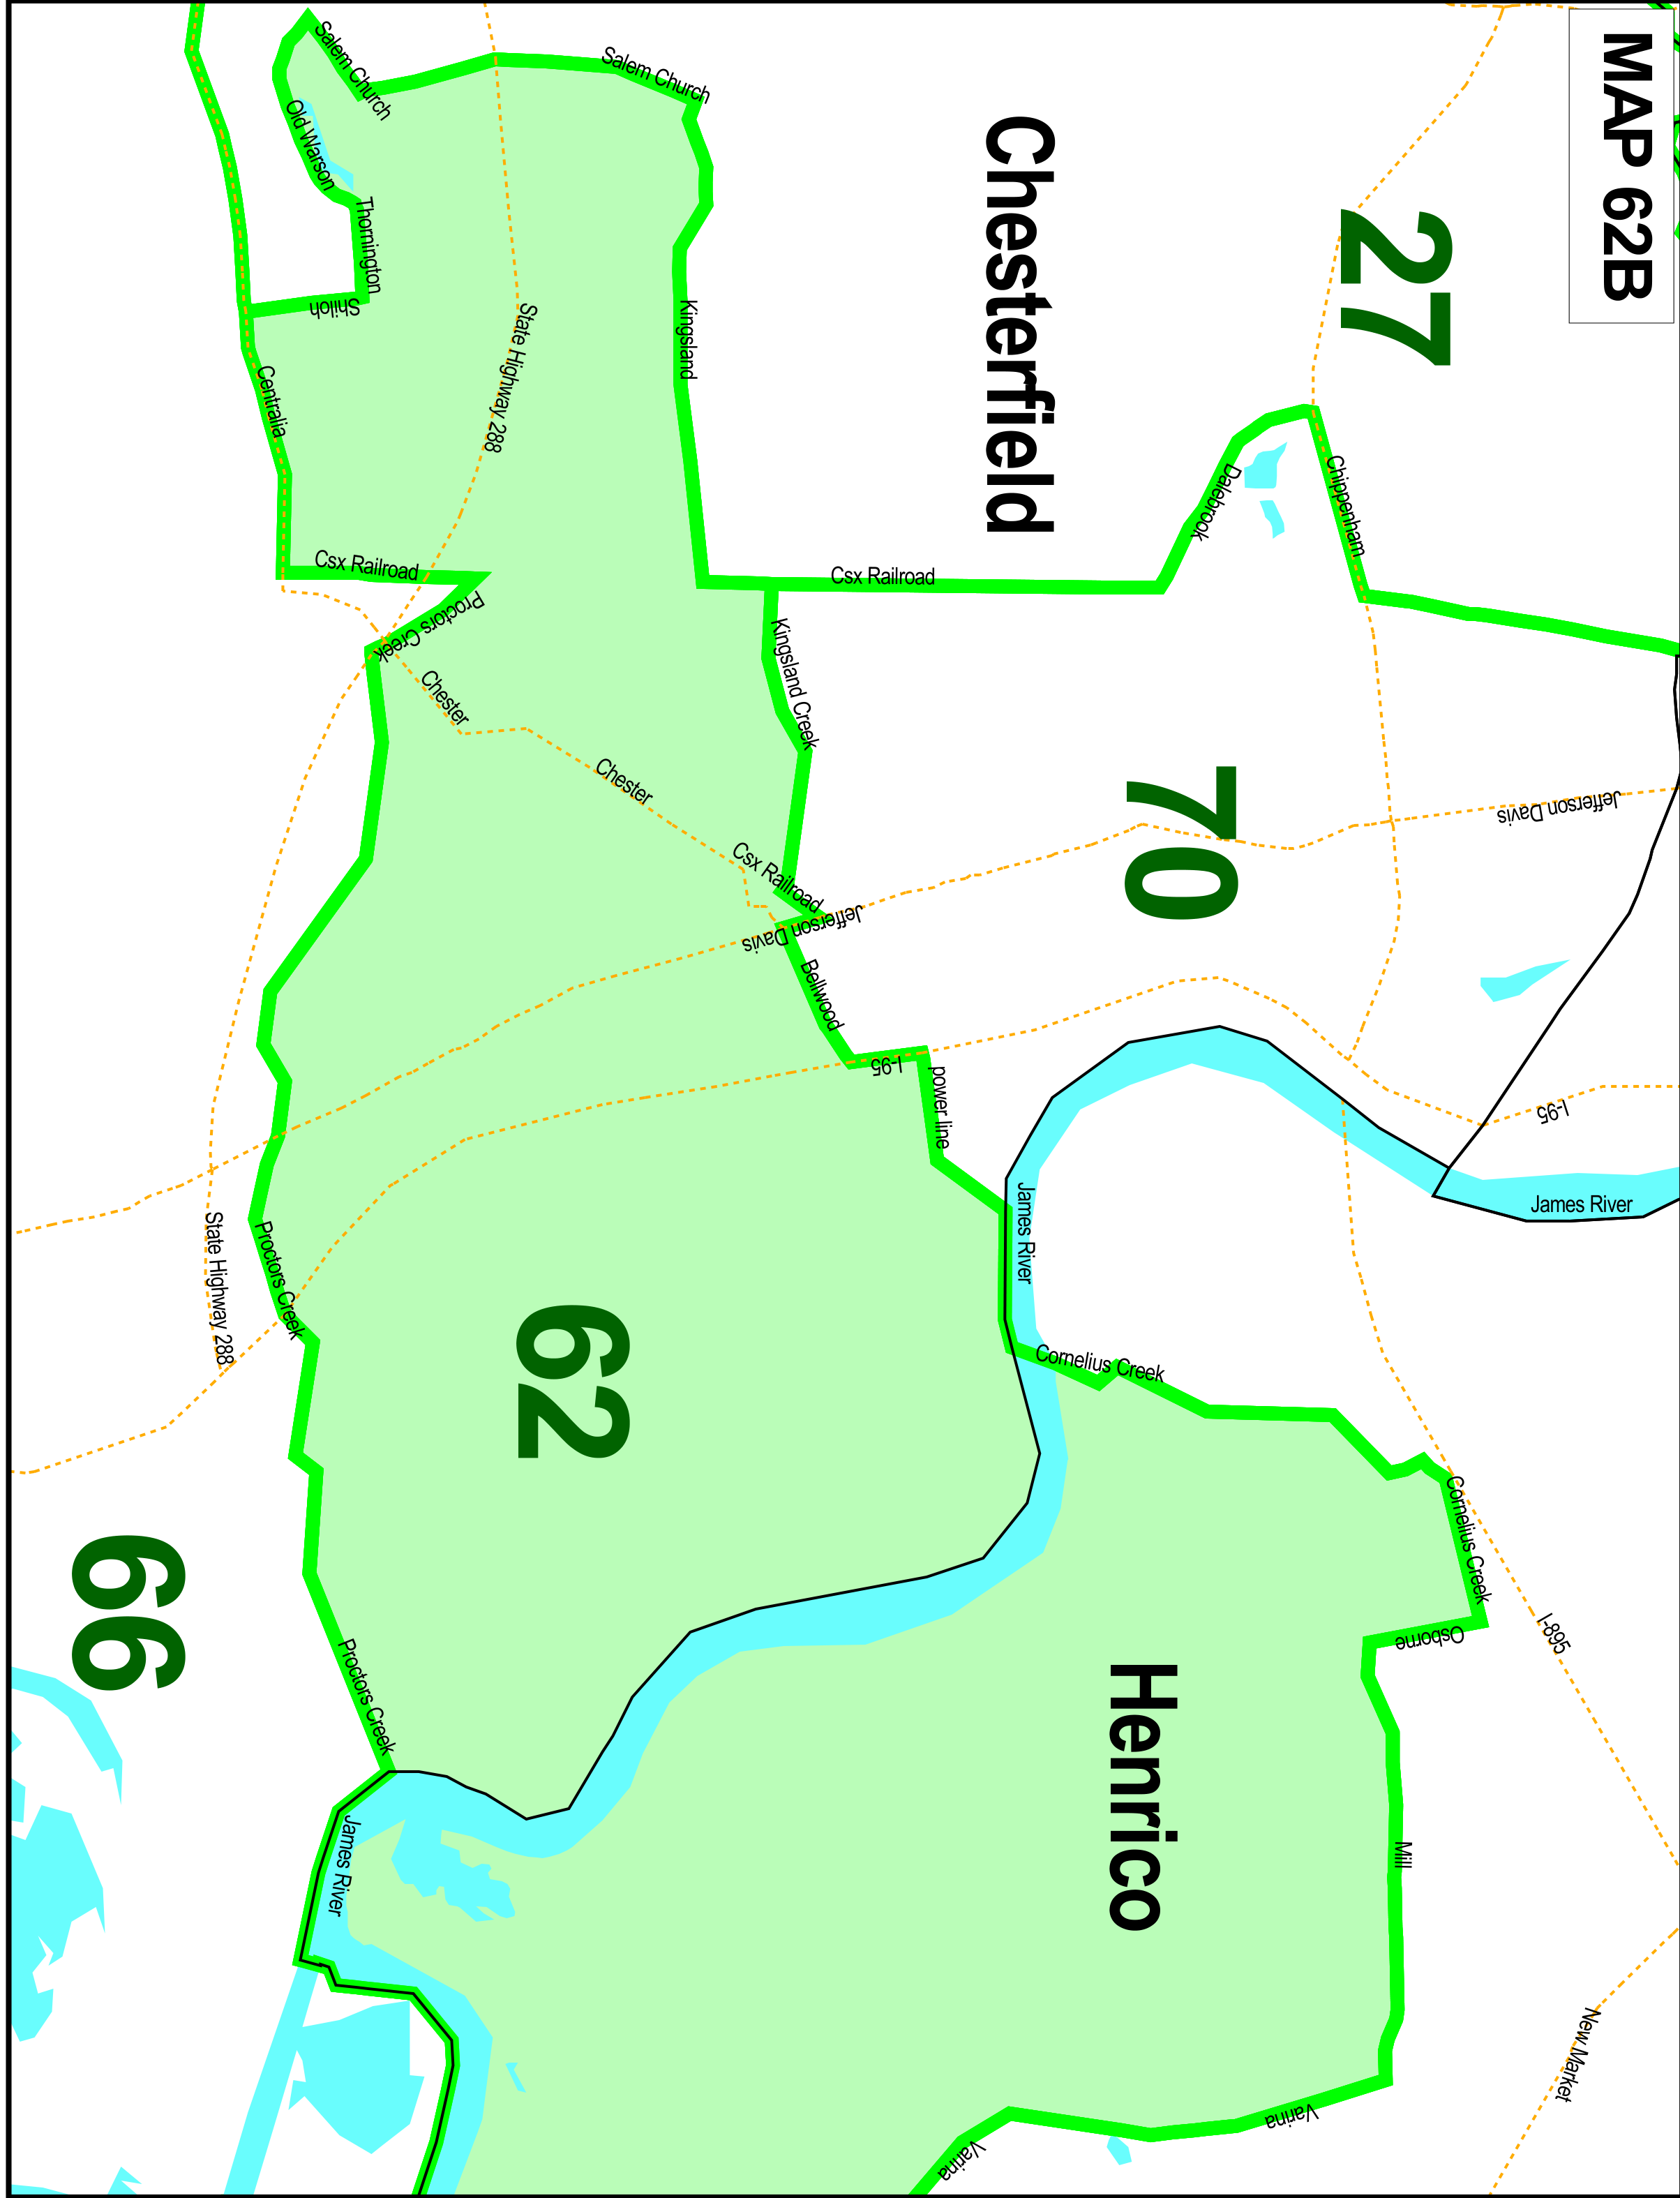 MAP 62B
27
Chesterfield
70
62
66
Henrico
Salem Church
Salem Church
Old Warson
Thornington
Shiloh
Centralia
State Highway 288
Kingsland
Csx Railroad
Csx Railroad
Dalebrook
Chippenham
Proctors Creek
Chester
Chester
Kingsland Creek
Csx Railroad
Jefferson Davis
Jefferson Davis
Bellwood
I-95
power line
I-95
James River
James River
State Highway 288
Proctors Creek
Cornelius Creek
Cornelius Creek
Osborne
I-895
Proctors Creek
James River
Mill
New Market
Varina
Varina